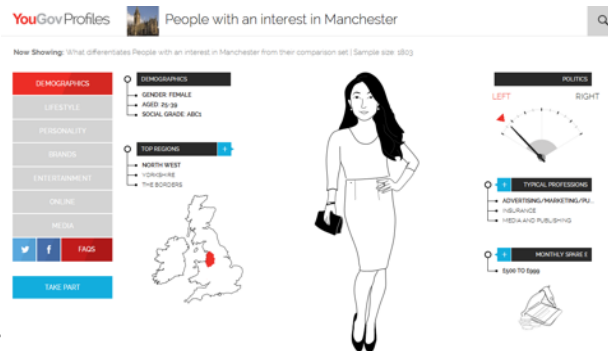 YouGov Profiles
People with an interest in Manchester
Now Showing: What differentiates People with an interest in Manchester from their comparison set | Sample size: 1803
DEMOGRAPHICS
LIFESTYLE
PERSONALITY
BRANDS
ENTERTAINMENT
ONLINE
MEDIA
FAQS
TAKE PART
DEMOGRAPHICS
GENDER: FEMALE
AGED: 25-39
SOCIAL GRADE: ABC1
TOP REGIONS
+
NORTH WEST
YORKSHIRE
THE BORDERS
POLITICS
LEFT
RIGHT
+ TYPICAL PROFESSIONS
ADVERTISING/MARKETING/PU...
INSURANCE
MEDIA AND PUBLISHING
+ MONTHLY SPARE £
£500 TO £999